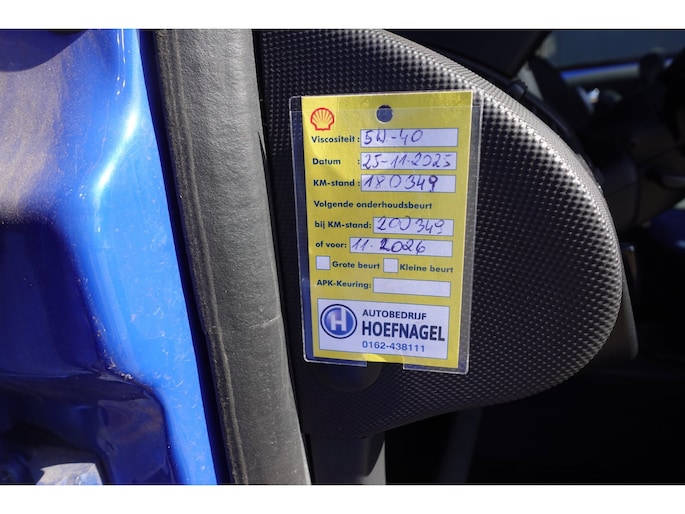 Viscositeit : 5W-40
Datum : 25-11-2025
KM-stand : 180349
Volgende onderhoudsbeurt
bij KM-stand: 200349
of voor: 11-2026
Grote beurt Kleine beurt
APK-Keuring:
H AUTOBEDRIJF
HOEFNAGEL
0162-438111